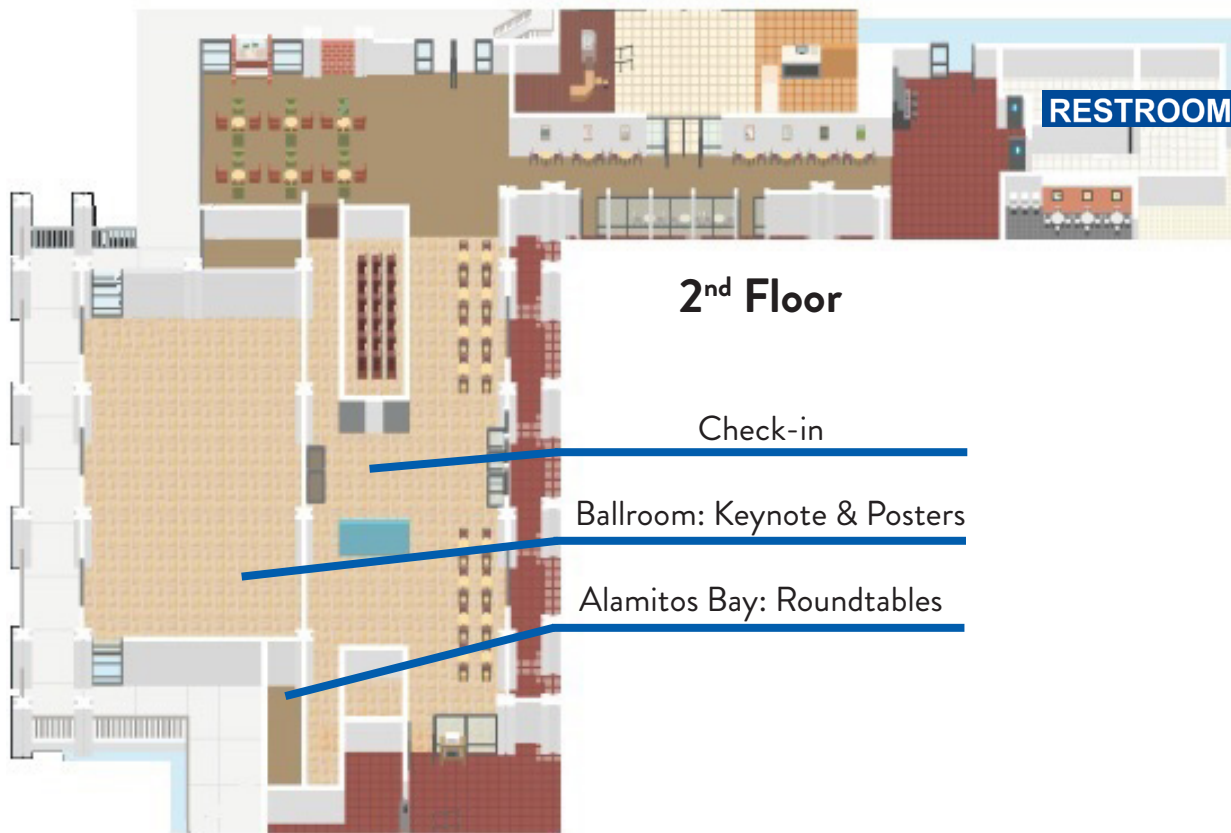 RESTROOM
2nd Floor
Check-in
Ballroom: Keynote & Posters
Alamitos Bay: Roundtables